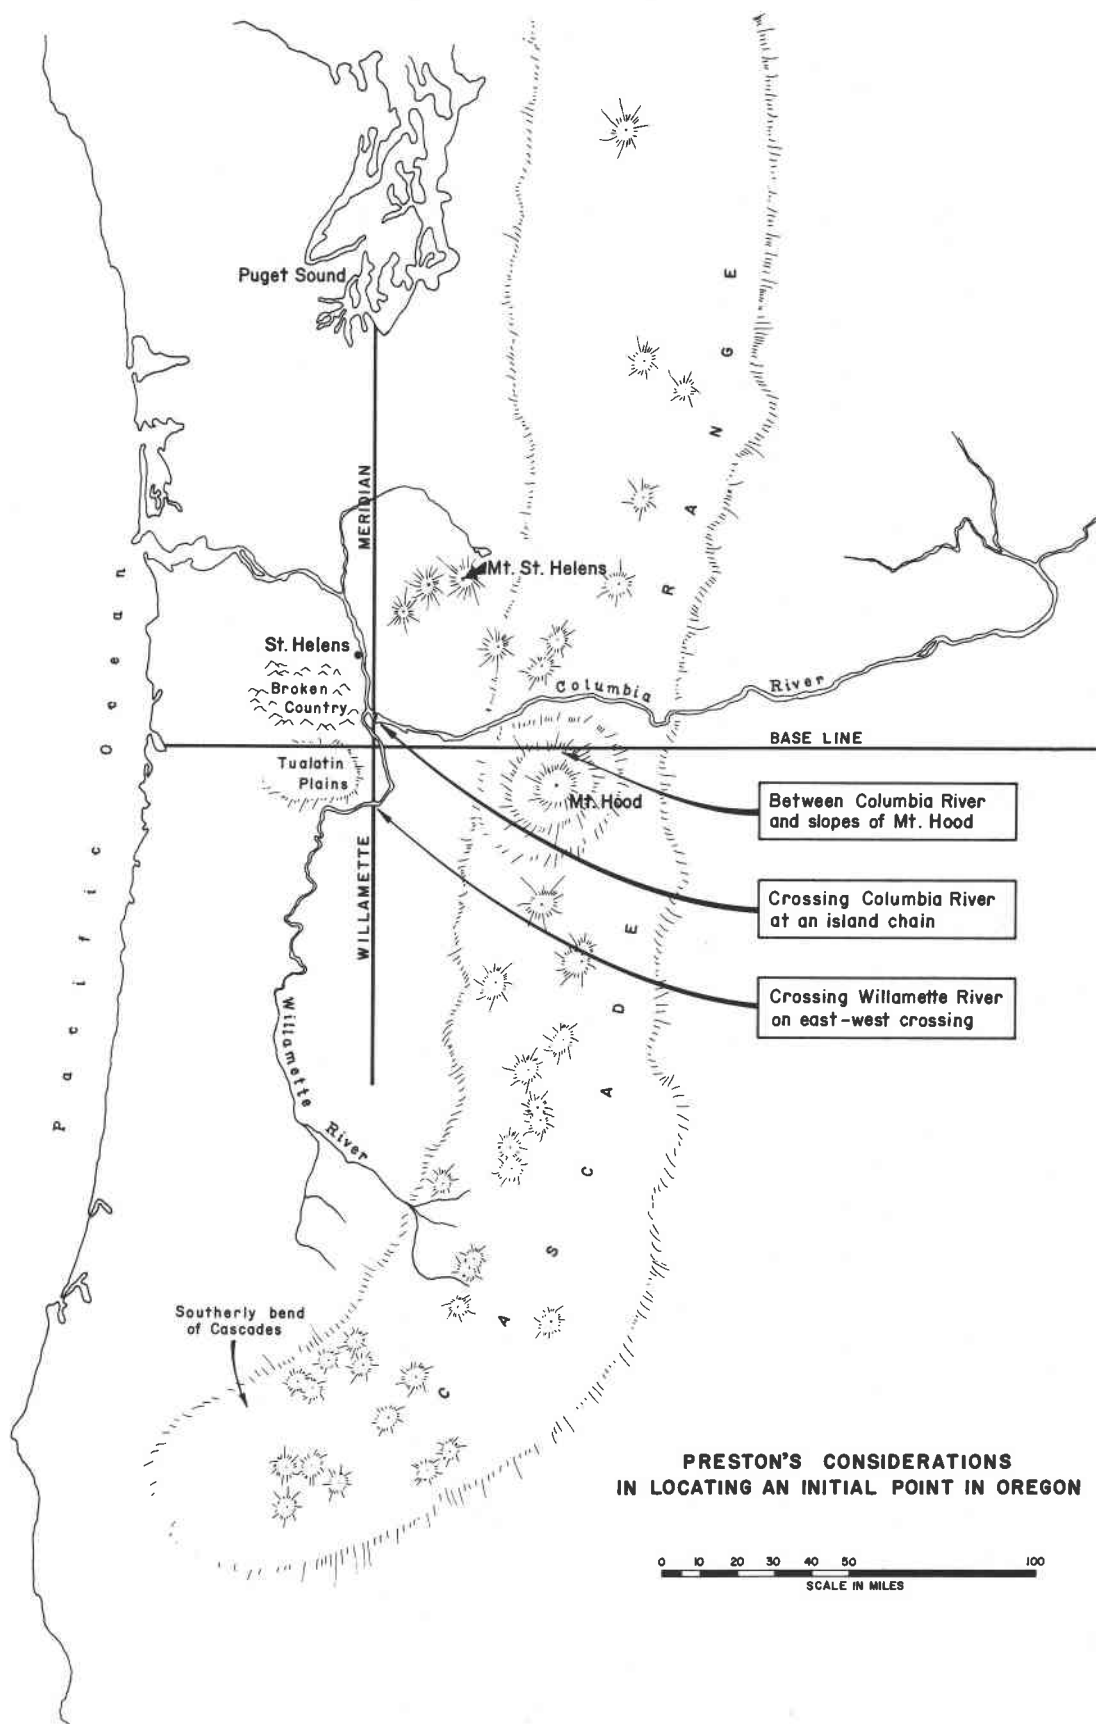 Puget Sound
MERIDIAN
CASCADE RANGE
Mt. St. Helens
St. Helens
Broken
Country
Columbia River
BASE LINE
Tualatin
Plains
Mt. Hood
Between Columbia River
and slopes of Mt. Hood
Crossing Columbia River
at an island chain
Crossing Willamette River
on east-west crossing
WILLAMETTE
Pacific Ocean
Willamette River
Southerly bend
of Cascades
PRESTON'S CONSIDERATIONS
IN LOCATING AN INITIAL POINT IN OREGON
0 10 20 30 40 50 100
SCALE IN MILES